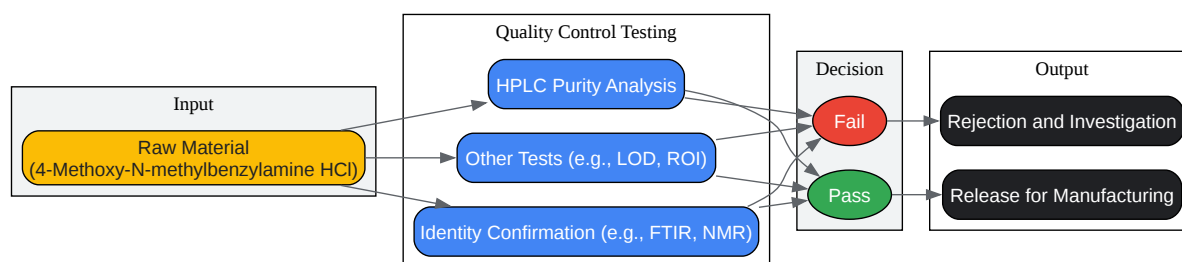 Input
Raw Material
(4-Methoxy-N-methylbenzylamine HCl)
Quality Control Testing
HPLC Purity Analysis
Other Tests (e.g., LOD, ROI)
Identity Confirmation (e.g., FTIR, NMR)
Decision
Fail
Pass
Output
Rejection and Investigation
Release for Manufacturing